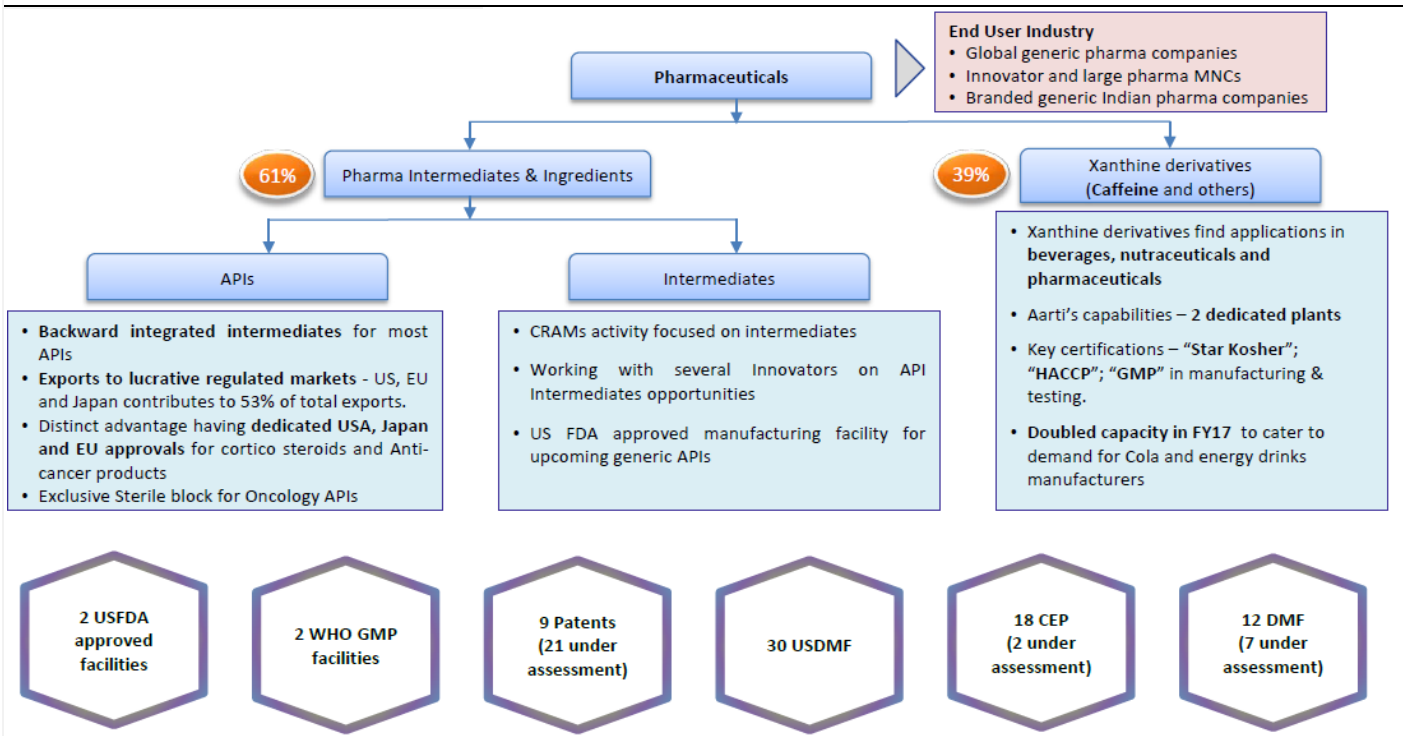 End User Industry
• Global generic pharma companies
• Innovator and large pharma MNCs
• Branded generic Indian pharma companies
Pharmaceuticals
61%
Pharma Intermediates & Ingredients
39%
Xanthine derivatives
(Caffeine and others)
APIs
• Backward integrated intermediates for most
APIs
• Exports to lucrative regulated markets - US, EU
and Japan contributes to 53% of total exports.
• Distinct advantage having dedicated USA, Japan
and EU approvals for cortico steroids and Anti-
cancer products
• Exclusive Sterile block for Oncology APIs
Intermediates
• CRAMs activity focused on intermediates
• Working with several Innovators on API
Intermediates opportunities
• US FDA approved manufacturing facility for
upcoming generic APIs
• Xanthine derivatives find applications in
beverages, nutraceuticals and
pharmaceuticals
• Aarti’s capabilities – 2 dedicated plants
• Key certifications – “Star Kosher”;
“HACCP”; “GMP” in manufacturing &
testing.
• Doubled capacity in FY17 to cater to
demand for Cola and energy drinks
manufacturers
2 USFDA
approved
facilities
2 WHO GMP
facilities
9 Patents
(21 under
assessment)
30 USDMF
18 CEP
(2 under
assessment)
12 DMF
(7 under
assessment)